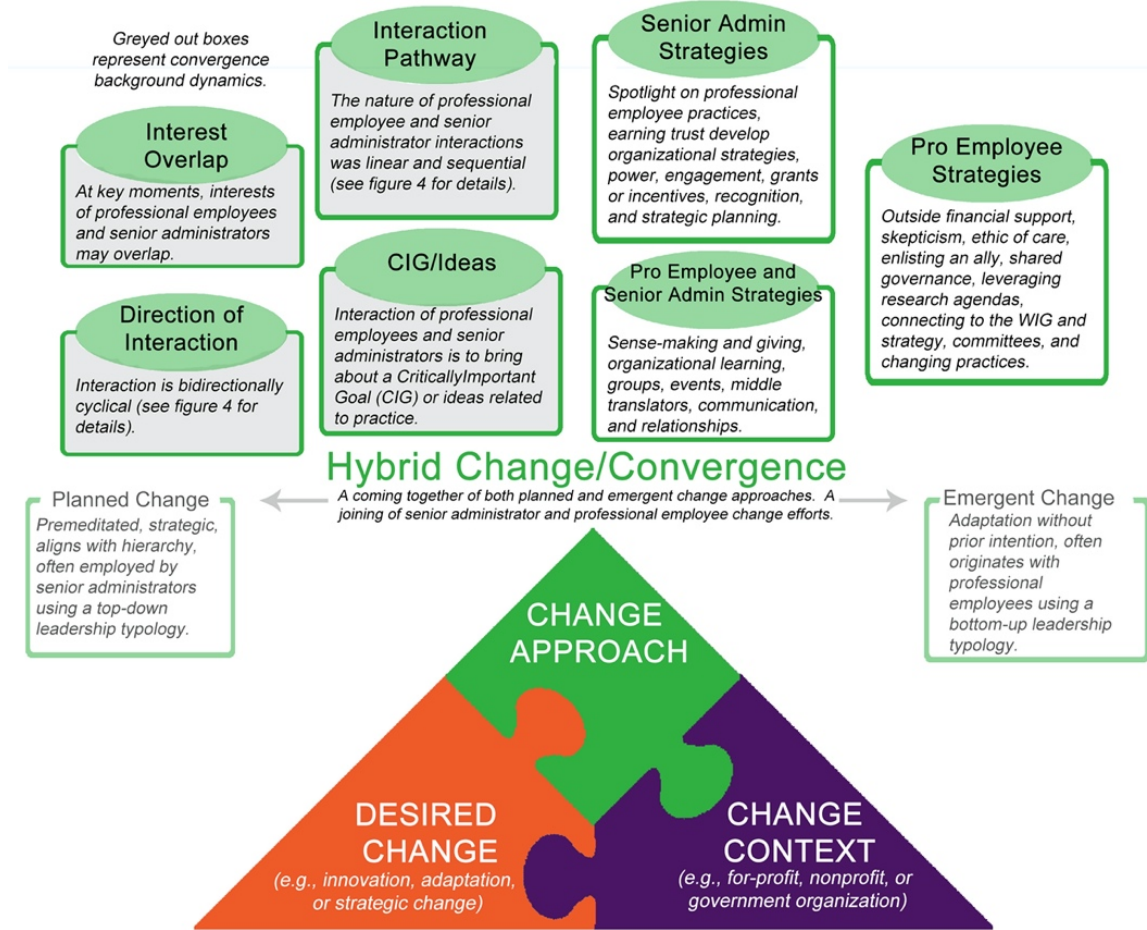 Greyed out boxes
represent convergence
background dynamics.
Interest
Overlap
At key moments, interests
of professional employees
and senior administrators
may overlap.
Direction of
Interaction
Interaction is bidirectionally
cyclical (see figure 4 for
details).
Interaction
Pathway
The nature of professional
employee and senior
administrator interactions
was linear and sequential
(see figure 4 for details).
CIG/Ideas
Interaction of professional
employees and senior
administrators is to bring
about a CriticallyImportant
Goal (CIG) or ideas related
to practice.
Senior Admin
Strategies
Spotlight on professional
employee practices,
earning trust develop
organizational strategies,
power, engagement, grants
or incentives, recognition,
and strategic planning.
Pro Employee and
Senior Admin Strategies
Sense-making and giving,
organizational learning,
groups, events, middle
translators, communication,
and relationships.
Pro Employee
Strategies
Outside financial support,
skepticism, ethic of care,
enlisting an ally, shared
governance, leveraging
research agendas,
connecting to the WIG and
strategy, committees, and
changing practices.
Hybrid Change/Convergence
A coming together of both planned and emergent change approaches. A
joining of senior administrator and professional employee change efforts.
Planned Change
Premeditated, strategic,
aligns with hierarchy,
often employed by
senior administrators
using a top-down
leadership typology.
Emergent Change
Adaptation without
prior intention, often
originates with
professional
employees using a
bottom-up leadership
typology.
CHANGE
APPROACH
DESIRED
CHANGE
(e.g., innovation, adaptation,
or strategic change)
CHANGE
CONTEXT
(e.g., for-profit, nonprofit, or
government organization)